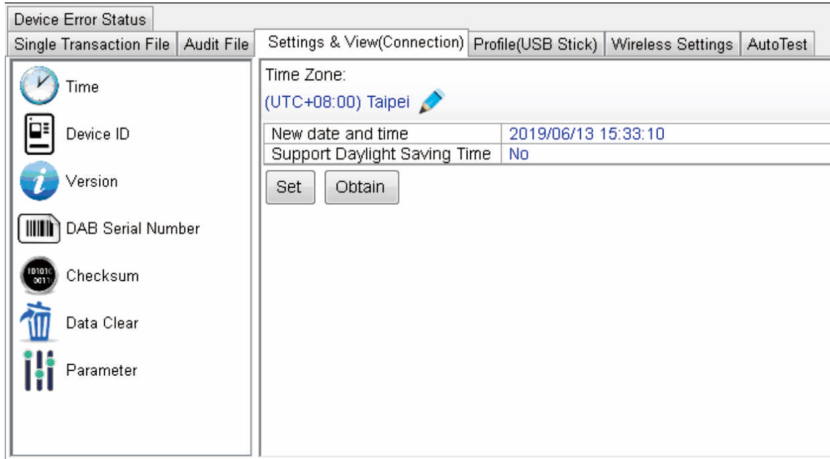 Device Error Status
Single Transaction File
Audit File
Settings & View(Connection)
Profile(USB Stick)
Wireless Settings
AutoTest
Time
Device ID
Version
DAB Serial Number
Checksum
Data Clear
Parameter
Time Zone:
(UTC+08:00) Taipei
New date and time 2019/06/13 15:33:10
Support Daylight Saving Time No
Set Obtain